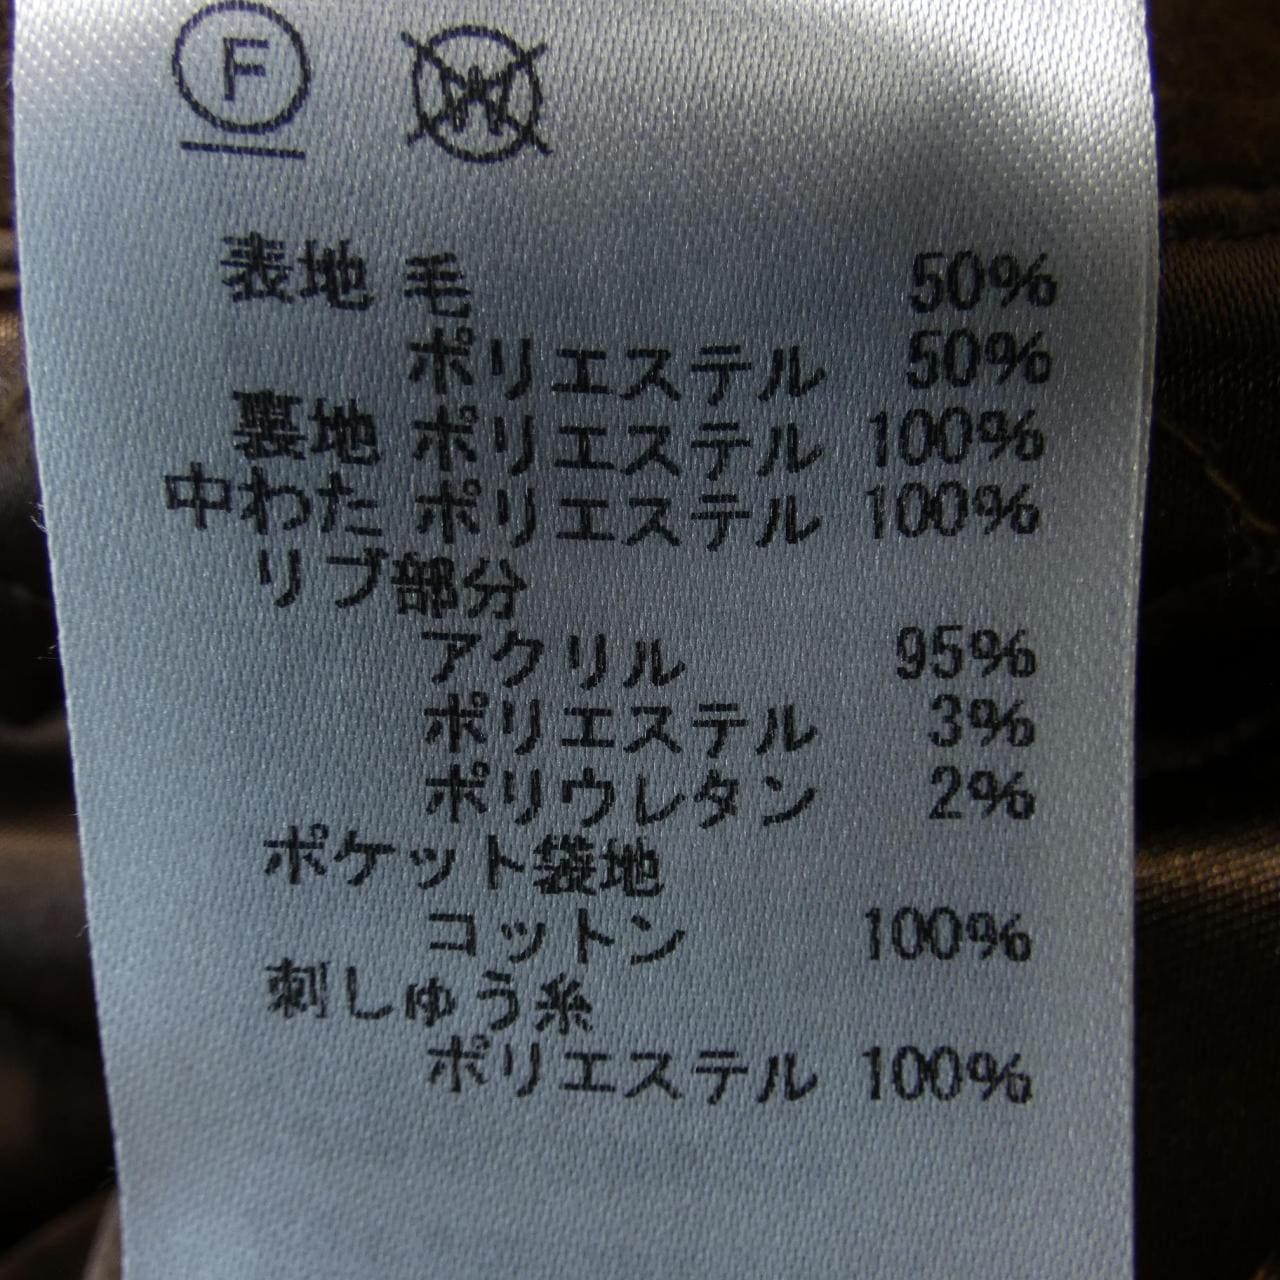 F W
表地 毛 50%
ポリエステル 50%
裏地 ポリエステル 100%
中わた ポリエステル 100%
リブ部分
アクリル 95%
ポリエステル 3%
ポリウレタン 2%
ポケット袋地
コットン 100%
刺しゅう糸
ポリエステル 100%